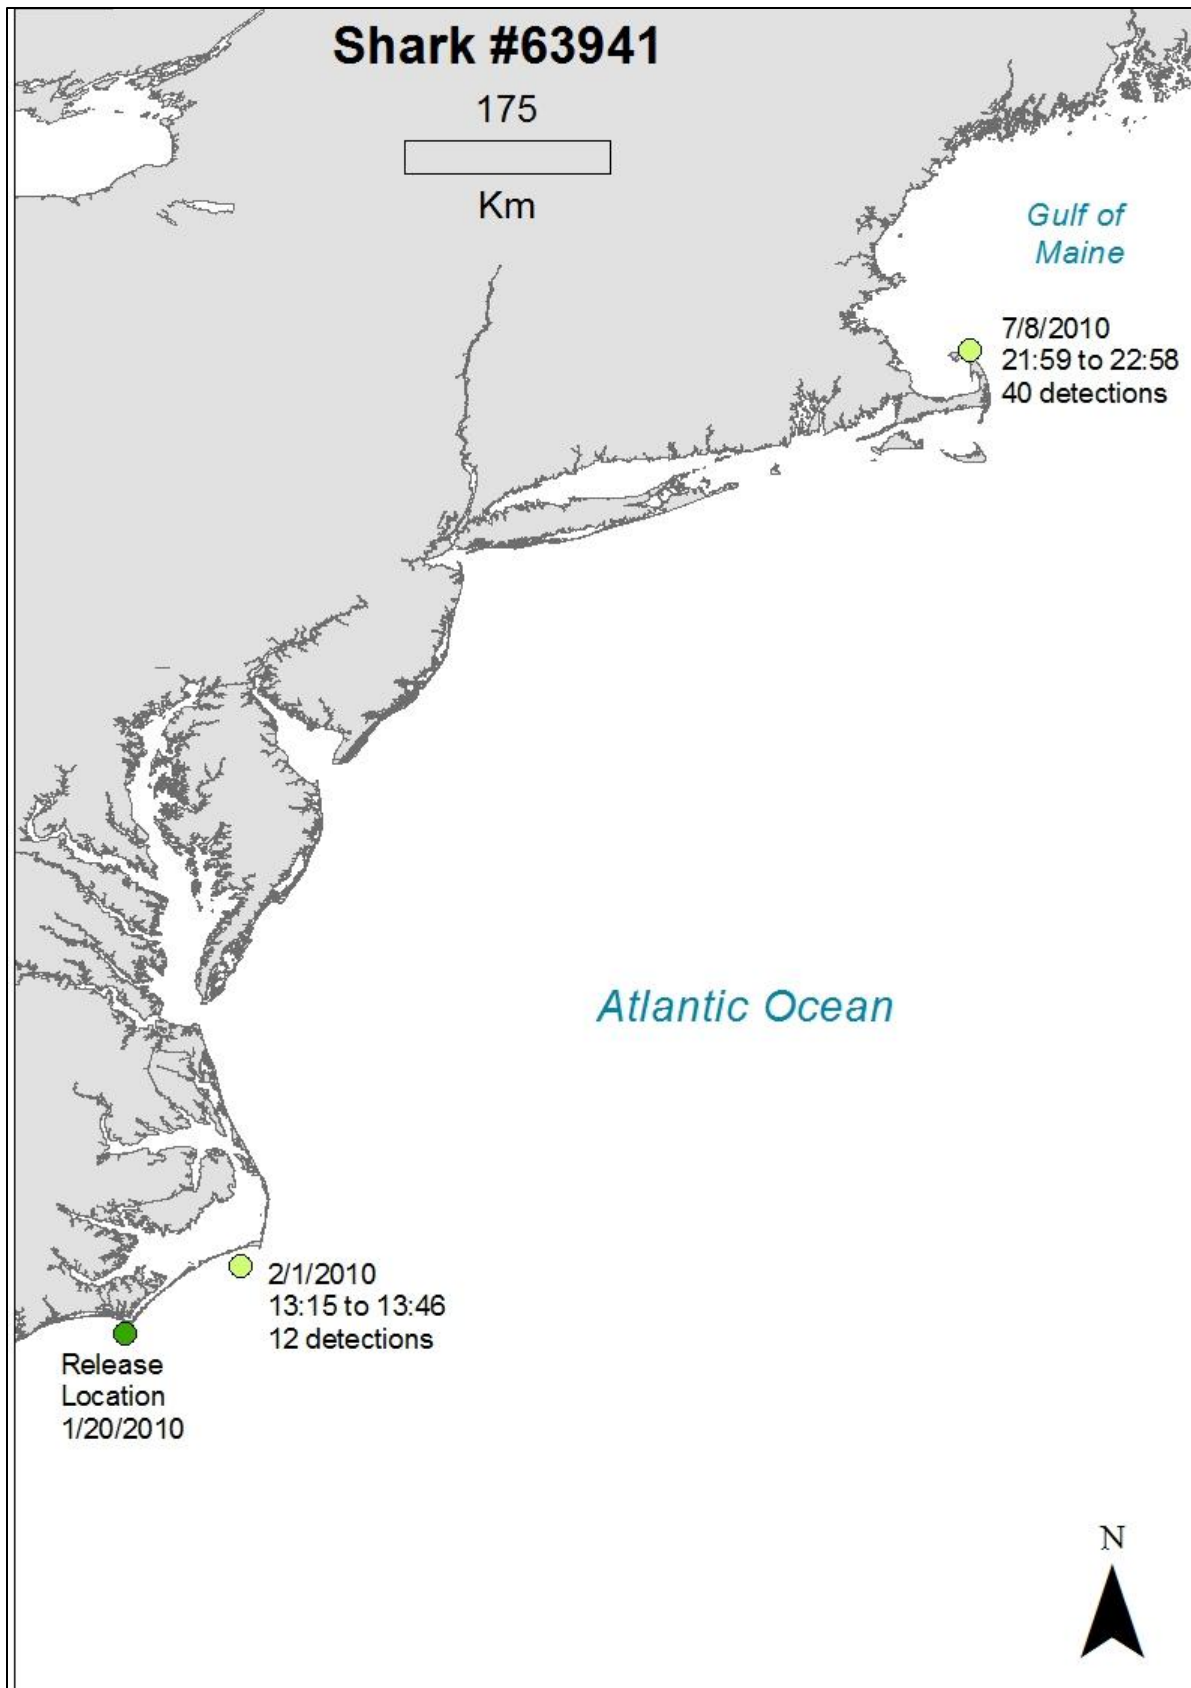 Shark #63941
175
Km
Gulf of
Maine
7/8/2010
21:59 to 22:58
40 detections
Atlantic Ocean
2/1/2010
13:15 to 13:46
12 detections
Release
Location
1/20/2010
N